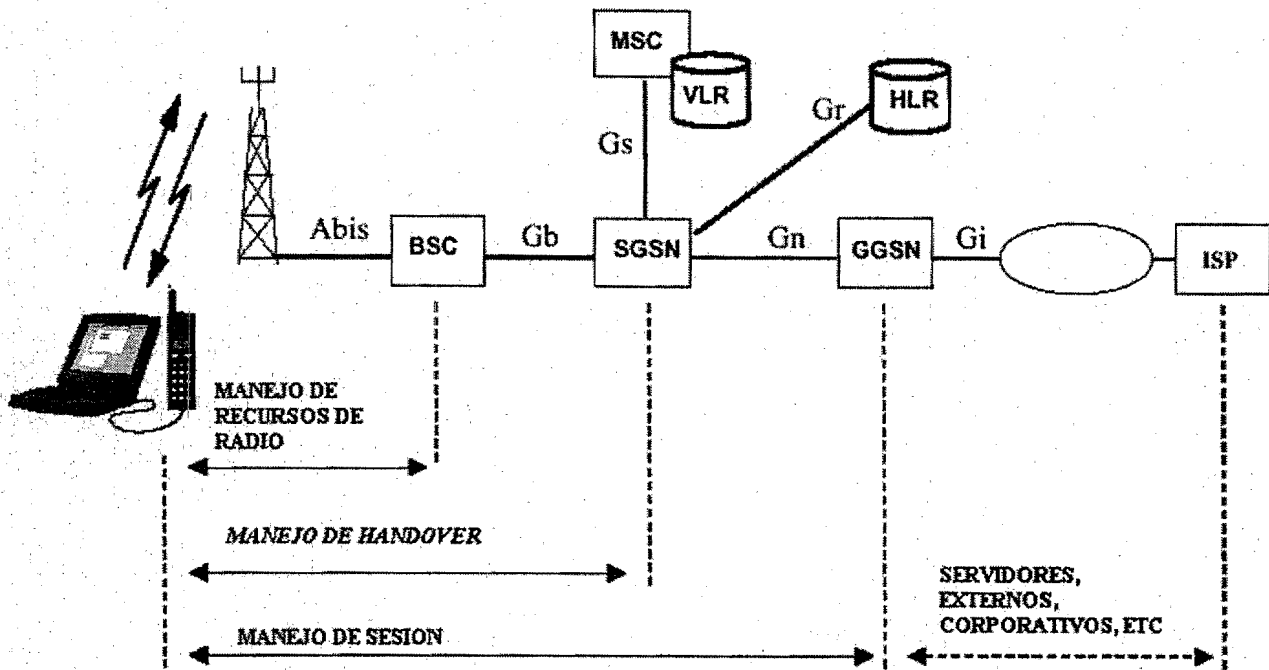 MSC
VLR
HLR
Gs
Gr
Abis
BSC
Gb
SGSN
Gn
GGSN
Gi
ISP
MANEJO DE
RECURSOS DE
RADIO
MANEJO DE HANDOVER
MANEJO DE SESION
SERVIDORES,
EXTERNOS,
CORPORATIVOS, ETC